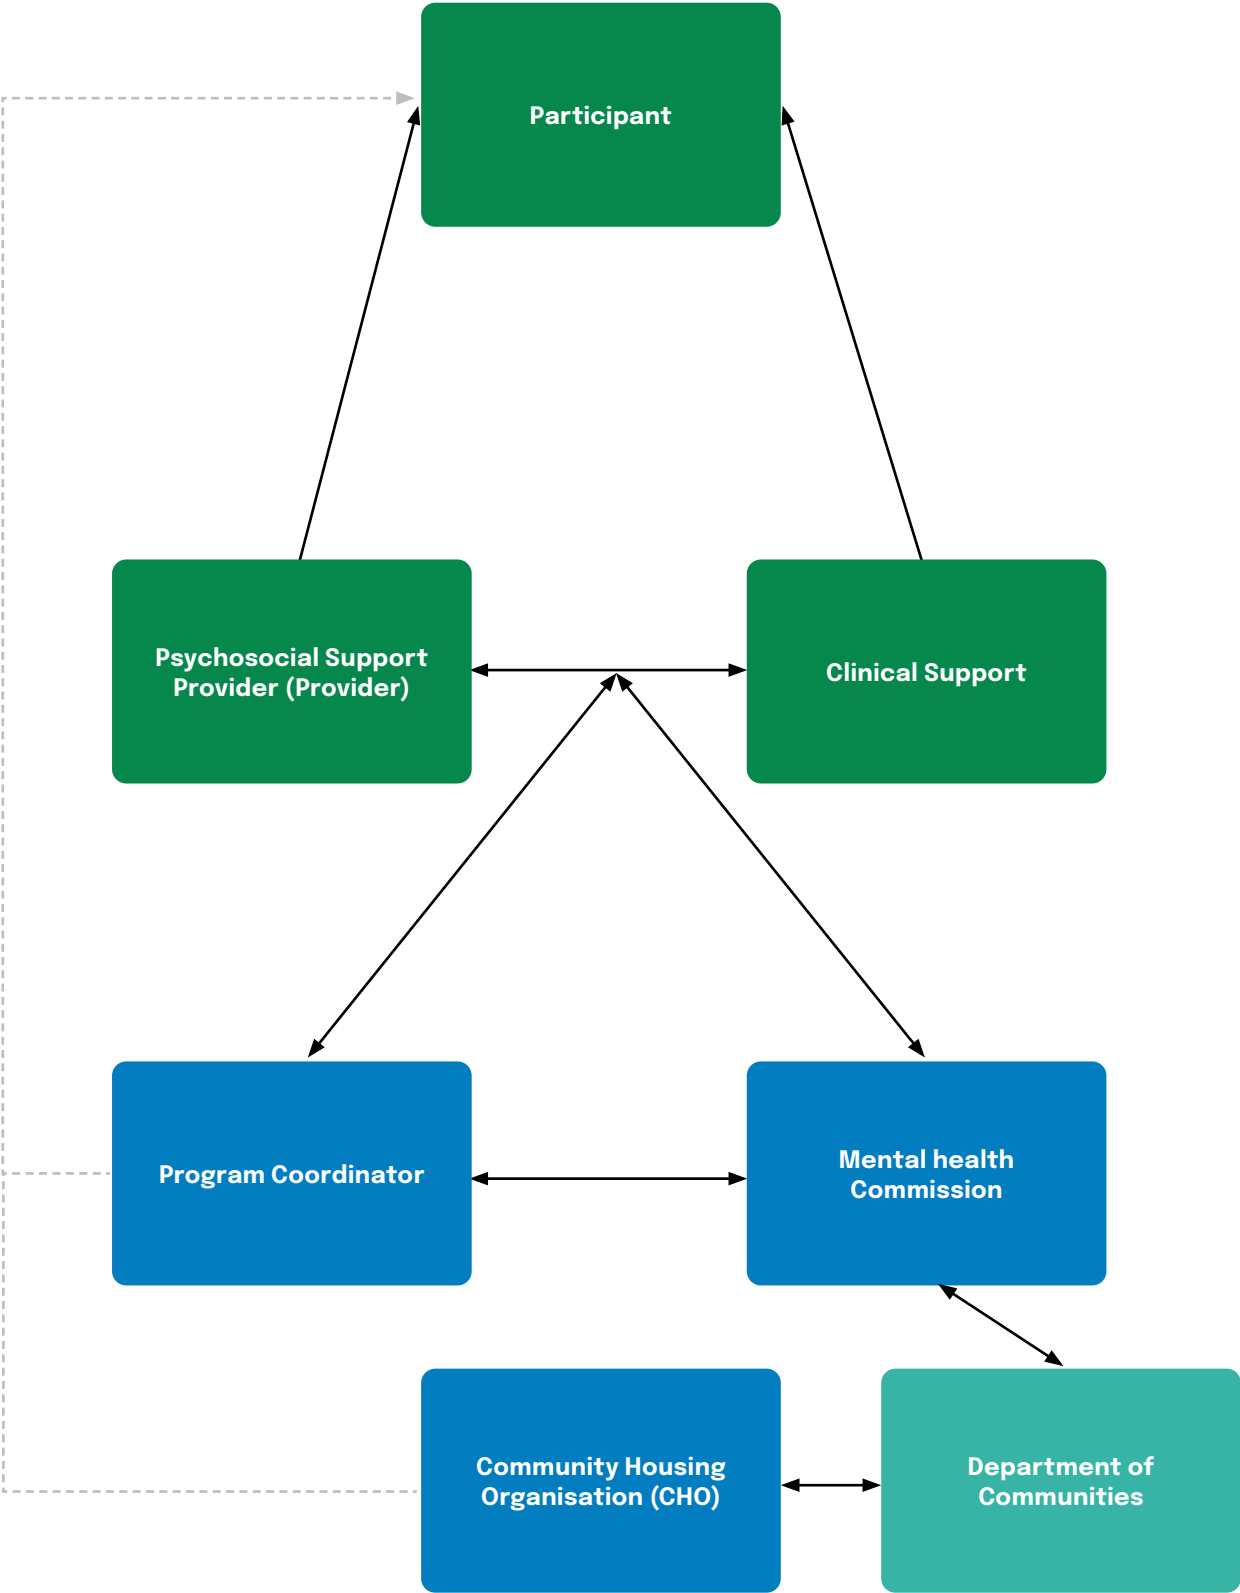 Participant
Psychosocial Support
Provider (Provider)
Clinical Support
Program Coordinator
Mental health
Commission
Community Housing
Organisation (CHO)
Department of
Communities